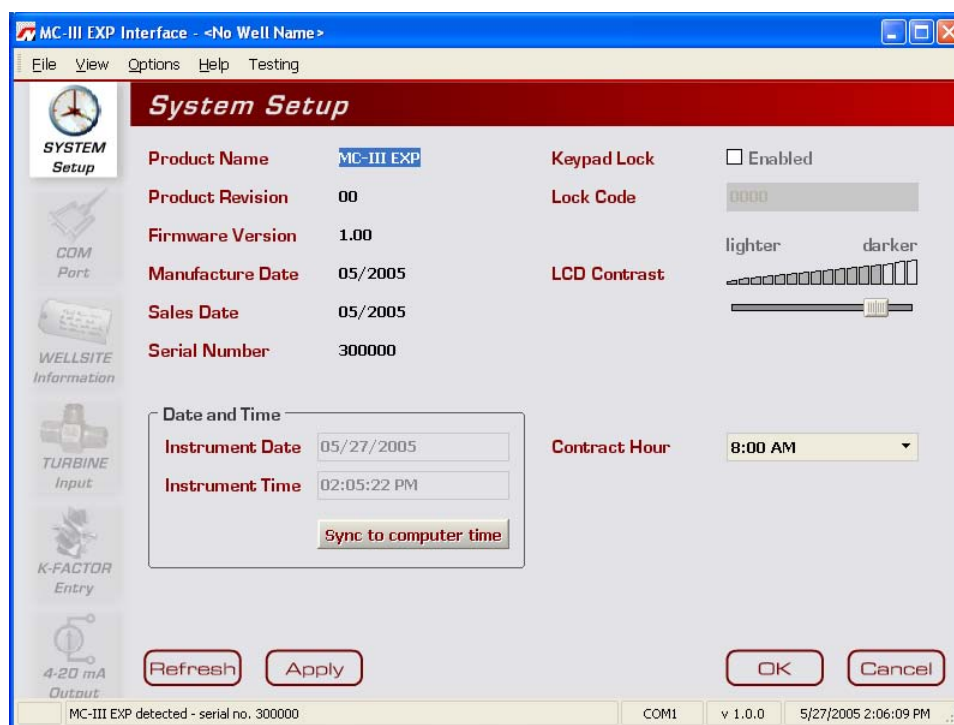 MC-III EXP Interface - <No Well Name>
File View Options Help Testing
System Setup
SYSTEM
Setup
COM
Port
WELLSITE
Information
TURBINE
Input
K-FACTOR
Entry
4-20 mA
Output
Product Name MC-III EXP
Product Revision 00
Firmware Version 1.00
Manufacture Date 05/2005
Sales Date 05/2005
Serial Number 300000
Keypad Lock Enabled
Lock Code 0000
lighter darker
LCD Contrast
Date and Time
Instrument Date 05/27/2005
Instrument Time 02:05:22 PM
Sync to computer time
Contract Hour 8:00 AM
Refresh Apply OK Cancel
MC-III EXP detected - serial no. 300000 COM1 v 1.0.0 5/27/2005 2:06:09 PM